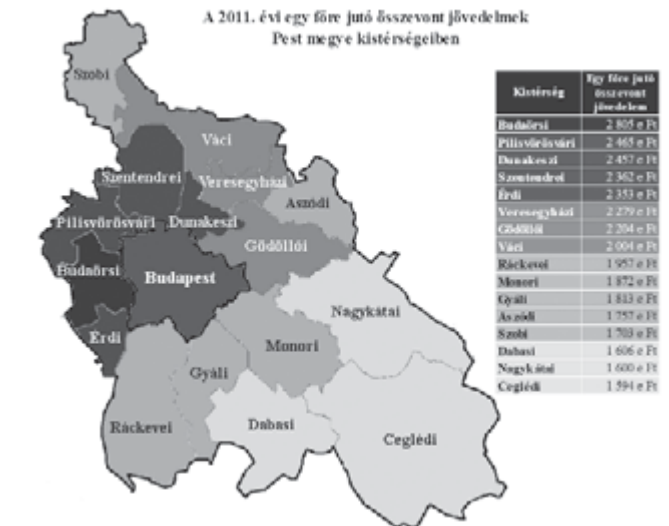 A 2011. évi egy főre jutó összevont jövedelmek
Pest megye kistérségeiben
Szobi
Váci
Szentendrei
Veresegyházi
Aszódi
Pilisvörösvári
Dunakeszi
Gödöllői
Budaörsi
Budapest
Nagykátai
Érdi
Monori
Gyáli
Ráckevei
Dabasi
Ceglédi
Kistérség
Egy főre jutó
összevont
jövedelem
Budaörsi 2 805 e Ft
Pilisvörösvári 2 465 e Ft
Dunakeszi 2 457 e Ft
Szentendrei 2 362 e Ft
Érdi 2 353 e Ft
Veresegyházi 2 279 e Ft
Gödöllői 2 204 e Ft
Váci 2 004 e Ft
Ráckevei 1 957 e Ft
Monori 1 872 e Ft
Gyáli 1 813 e Ft
Aszódi 1 757 e Ft
Szobi 1 703 e Ft
Dabasi 1 606 e Ft
Nagykátai 1 600 e Ft
Ceglédi 1 594 e Ft